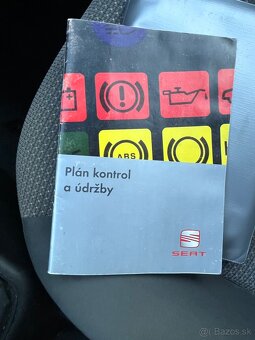 ABS
Plán kontrol
a údržby
SEAT
© Bazos.sk